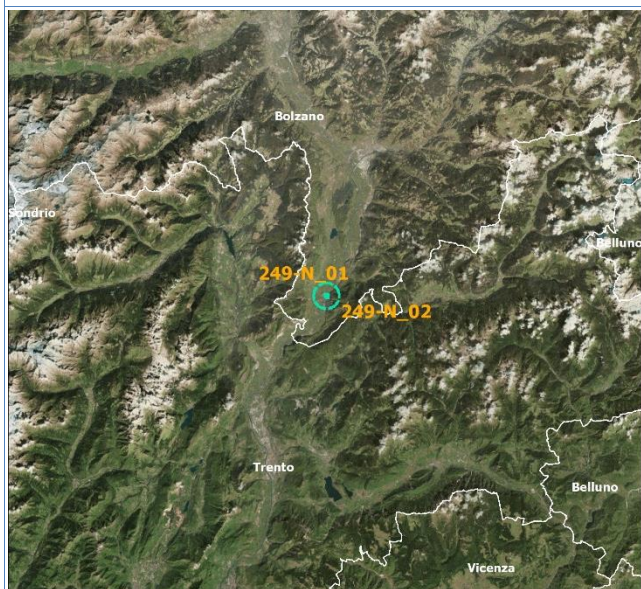 Bolzano
Sondrio
Belluno
249-N_01
249-N_02
Trento
Belluno
Vicenza